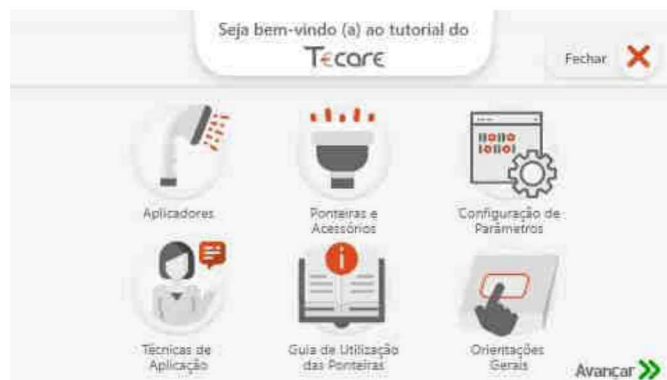 Seja bem-vindo (a) ao tutorial do
Tecare
Fechar
Aplicadores
Ponteiras e
Acessórios
Configuração de
Parâmetros
Técnicas de
Aplicação
Guia de Utilização
das Ponteiras
Orientações
Gerais
Avançar